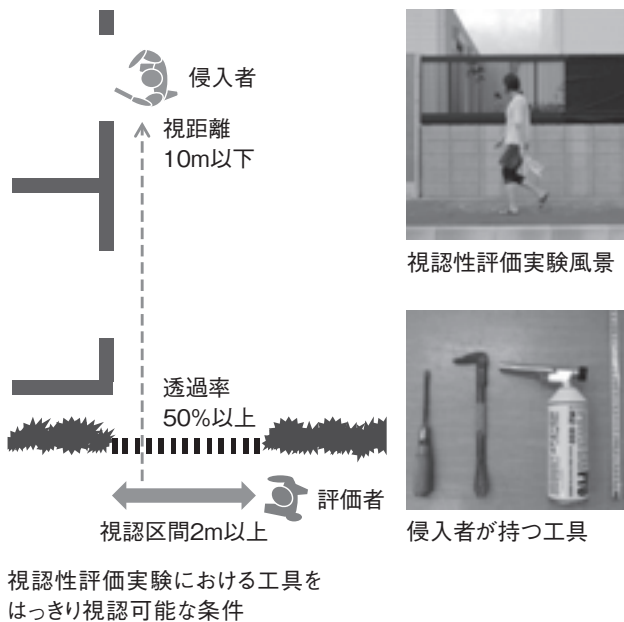 侵入者
視距離
10m以下
透過率
50%以上
評価者
視認区間2m以上
視認性評価実験における工具を
はっきり視認可能な条件
視認性評価実験風景
侵入者が持つ工具